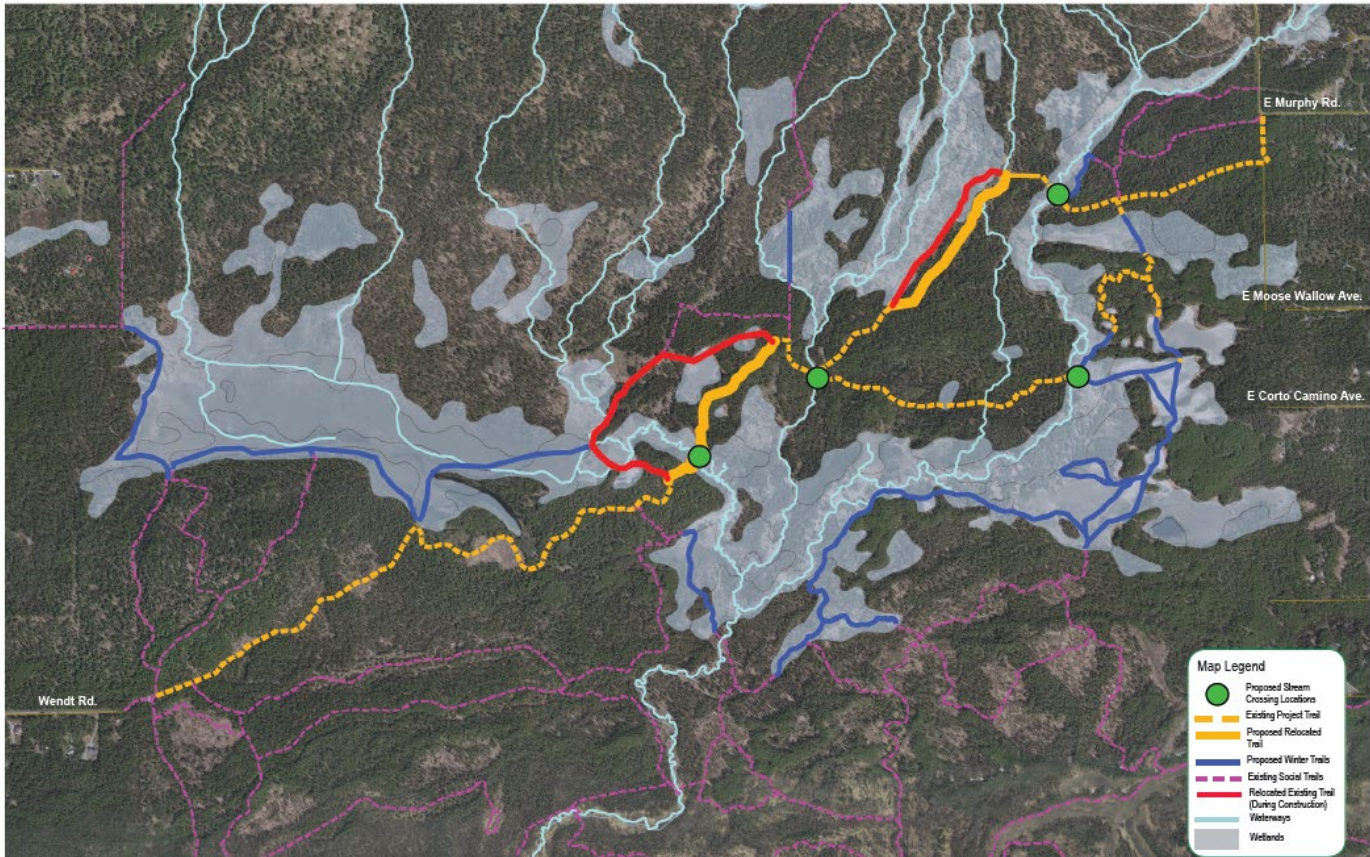 E Murphy Rd.
E Moose Wallow Ave.
E Corto Camino Ave.
Wendt Rd.
Map Legend
Proposed Stream
Crossing Locations
Existing Project Trail
Proposed Relocated
Trail
Proposed Winter Trails
Existing Social Trails
Relocated Existing Trail
(During Construction)
Waterways
Wetlands